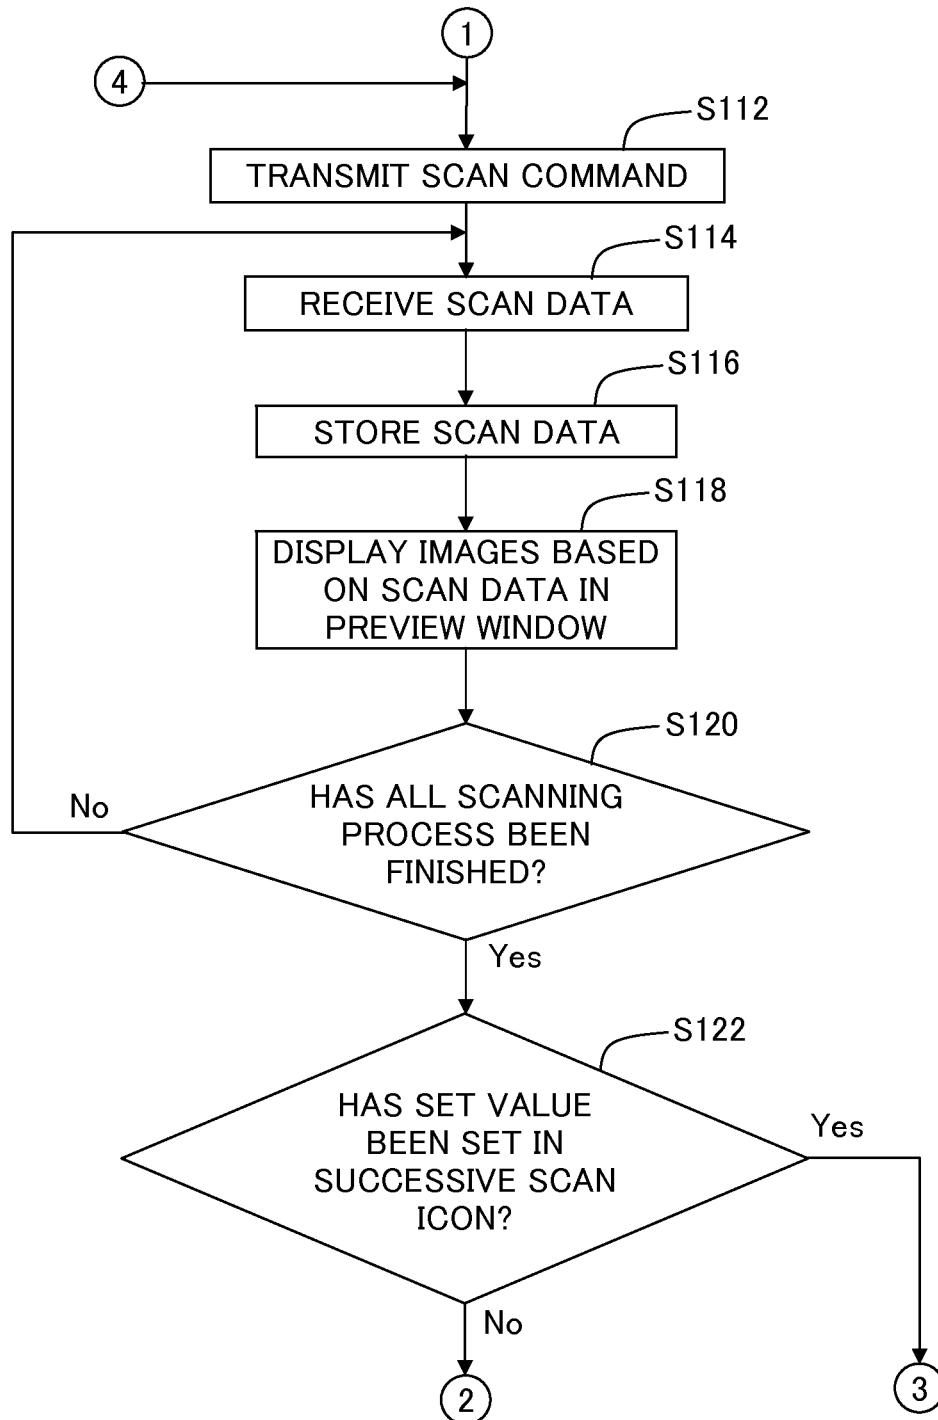 1
4
S112
TRANSMIT SCAN COMMAND
S114
RECEIVE SCAN DATA
S116
STORE SCAN DATA
S118
DISPLAY IMAGES BASED
ON SCAN DATA IN
PREVIEW WINDOW
S120
HAS ALL SCANNING
PROCESS BEEN
FINISHED?
No
Yes
S122
HAS SET VALUE
BEEN SET IN
SUCCESSIVE SCAN
ICON?
Yes
No
2
3